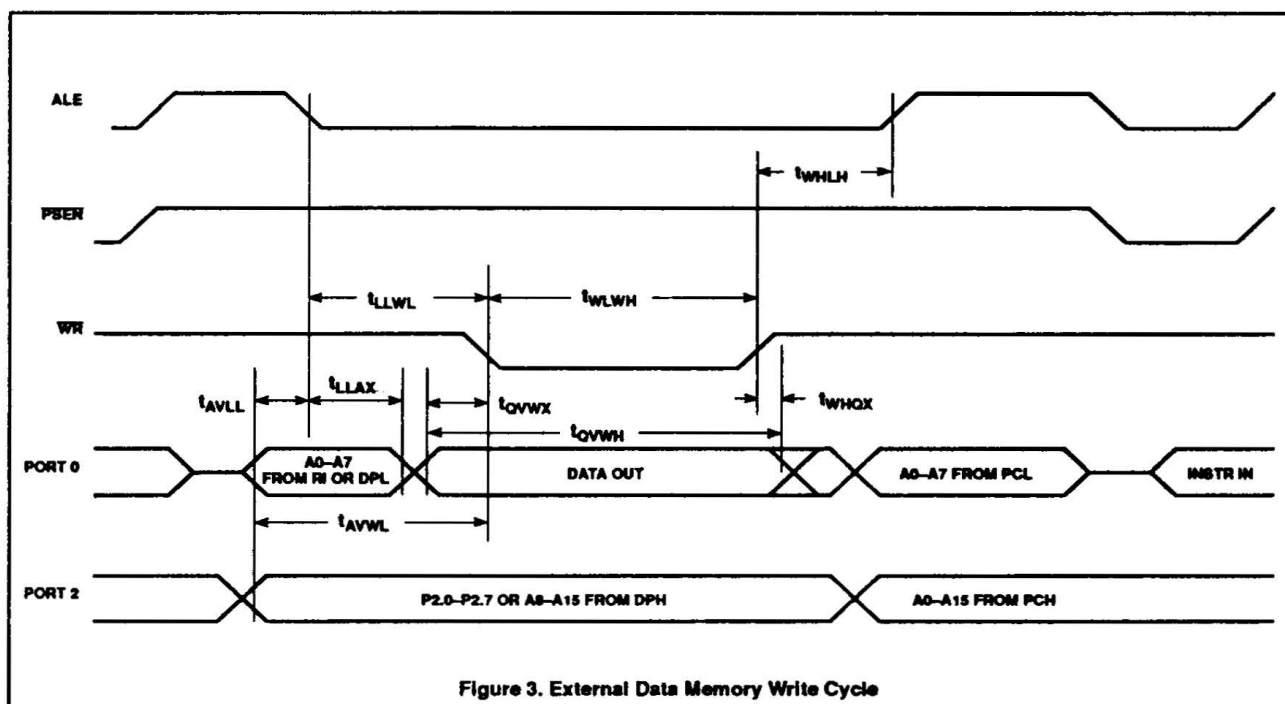 ALE
tWHLH
PSEN
tLLWL
tWLWH
WR
tAVLL
tLLAX
tQVWX
tWHQX
tQVWH
PORT 0
A0–A7
FROM RI OR DPL
DATA OUT
A0–A7 FROM PCL
INSTR IN
tAVWL
PORT 2
P2.0–P2.7 OR A8–A15 FROM DPH
A0–A15 FROM PCH
Figure 3. External Data Memory Write Cycle